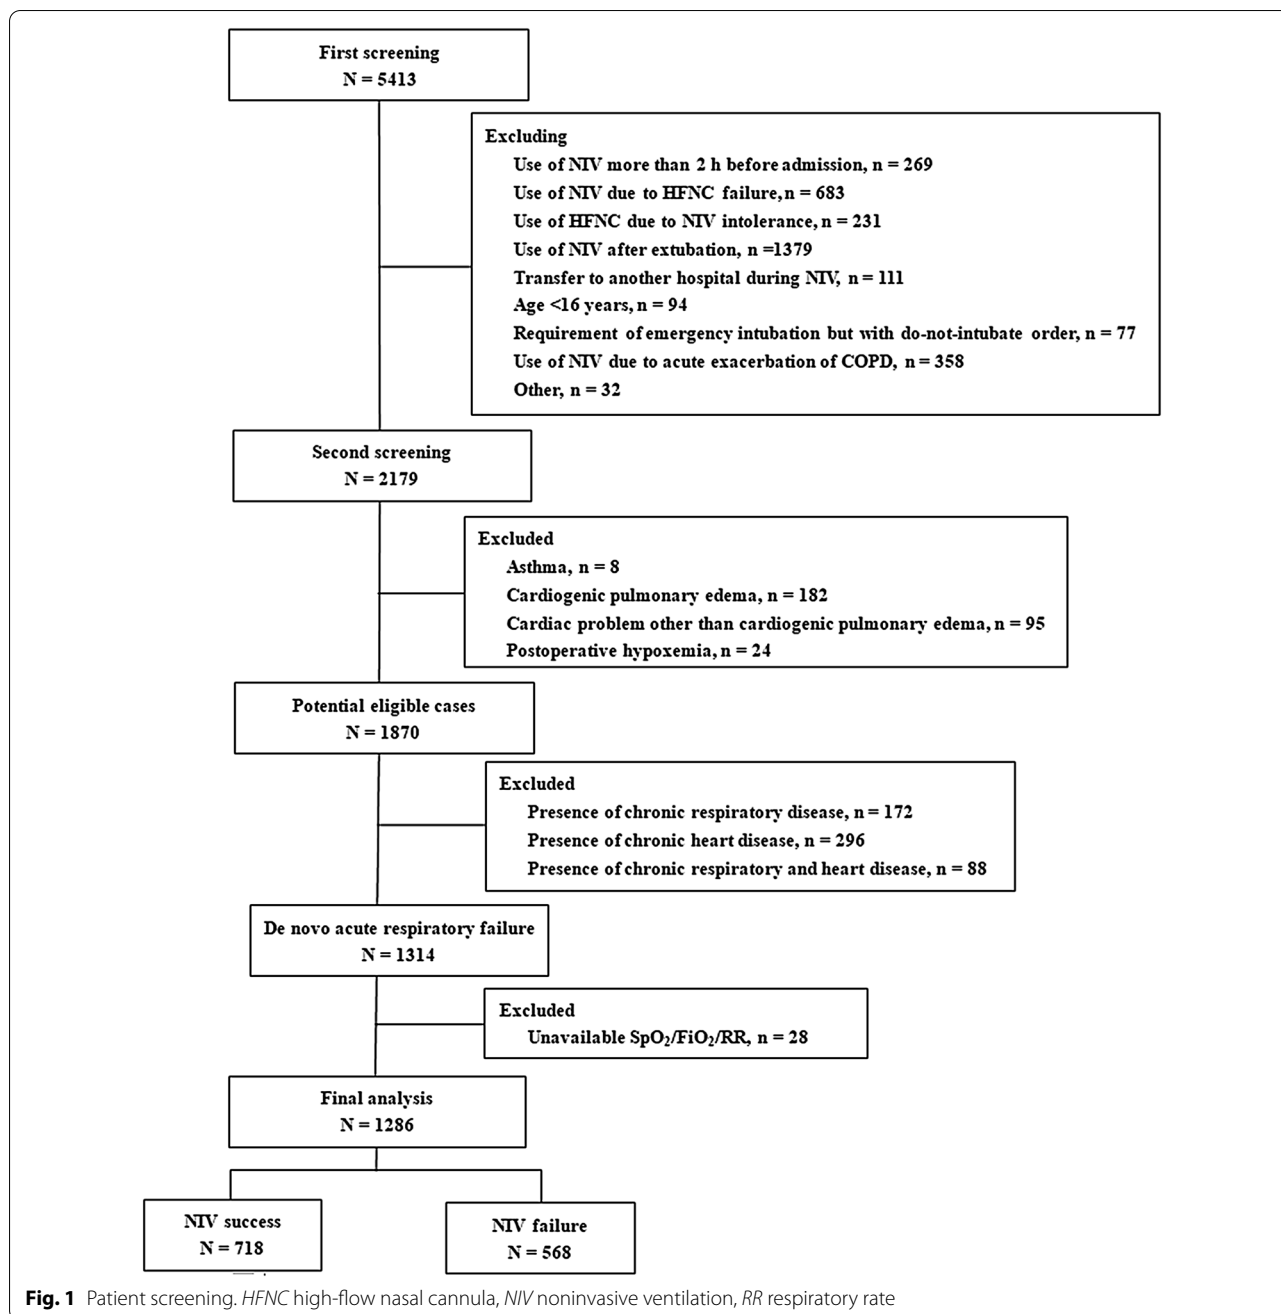 First screening
N = 5413
Excluding
Use of NIV more than 2 h before admission, n = 269
Use of NIV due to HFNC failure, n = 683
Use of HFNC due to NIV intolerance, n = 231
Use of NIV after extubation, n =1379
Transfer to another hospital during NIV, n = 111
Age <16 years, n = 94
Requirement of emergency intubation but with do-not-intubate order, n = 77
Use of NIV due to acute exacerbation of COPD, n = 358
Other, n = 32
Second screening
N = 2179
Excluded
Asthma, n = 8
Cardiogenic pulmonary edema, n = 182
Cardiac problem other than cardiogenic pulmonary edema, n = 95
Postoperative hypoxemia, n = 24
Potential eligible cases
N = 1870
Excluded
Presence of chronic respiratory disease, n = 172
Presence of chronic heart disease, n = 296
Presence of chronic respiratory and heart disease, n = 88
De novo acute respiratory failure
N = 1314
Excluded
Unavailable SpO₂/FiO₂/RR, n = 28
Final analysis
N = 1286
NIV success
N = 718
NIV failure
N = 568
Fig. 1 Patient screening. HFNC high-flow nasal cannula, NIV noninvasive ventilation, RR respiratory rate